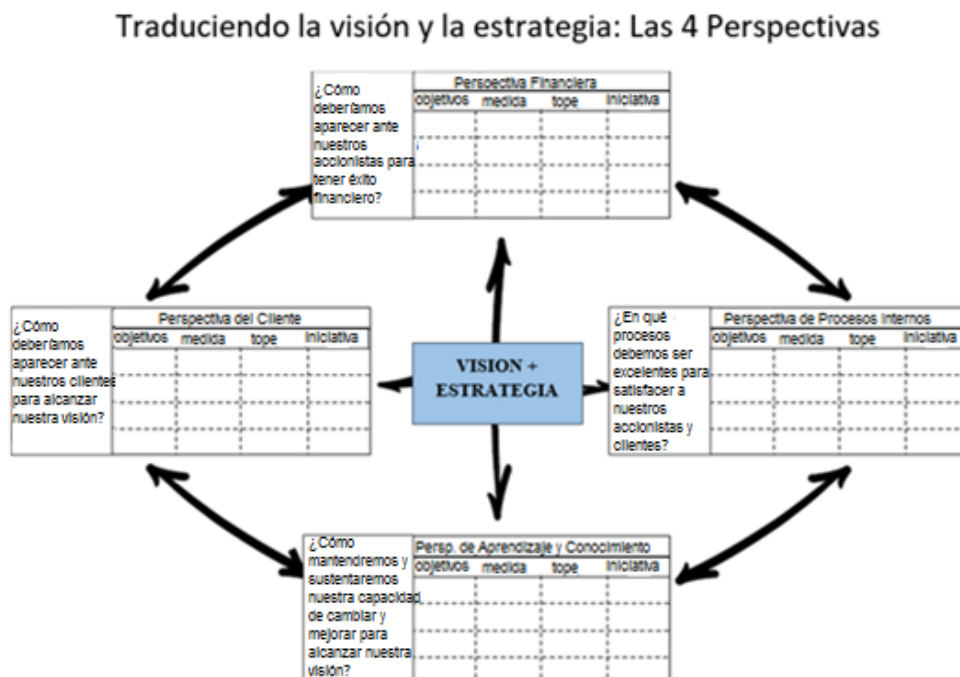 Traduciendo la visión y la estrategia: Las 4 Perspectivas
¿Cómo
deberíamos
aparecer ante
nuestros
accionistas para
tener éxito
financiero?
Perspectiva Financiera
objetivos medida tope iniciativa
¿Cómo
deberíamos
aparecer ante
nuestros clientes
para alcanzar
nuestra visión?
Perspectiva del Cliente
objetivos medida tope iniciativa
VISION +
ESTRATEGIA
¿En qué
procesos
debemos ser
excelentes para
satisfacer a
nuestros
accionistas y
clientes?
Perspectiva de Procesos Internos
objetivos medida tope iniciativa
¿Cómo
mantendremos y
sustentaremos
nuestra capacidad
de cambiar y
mejorar para
alcanzar nuestra
visión?
Persp. de Aprendizaje y Conocimiento
objetivos medida tope iniciativa